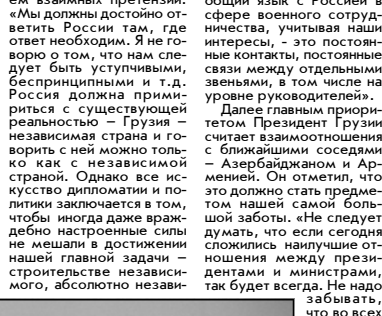 ем взаимных претензий.
«Мы должны достойно от-
ветить России там, где
ответ необходим. Я не го-
ворю о том, что нам сле-
дует быть уступчивыми,
беспринципными и т.д.
Россия должна прими-
риться с существующей
реальностью – Грузия –
независимая страна и го-
ворить с ней можно толь-
ко как с независимой
страной. Однако все ис-
кусство дипломатии и по-
литики заключается в том,
чтобы иногда даже враж-
дебно настроенные силы
не мешали в достижении
нашей главной задачи –
строительстве независи-
мого, абсолютно незави-
общий язык с Россией в
сфере военного сотруд-
ничества, учитывая наши
интересы, - это постоян-
ные контакты, постоянные
связи между отдельными
звеньями, в том числе на
уровне руководителей».
Далее главным приори-
тетом Президент Грузии
считает взаимоотношения
с ближайшими соседями
– Азербайджаном и Ар-
менией. Он отметил, что
это должно стать предме-
том нашей самой боль-
шой заботы. «Не следует
думать, что если сегодня
сложились наилучшие от-
ношения между прези-
дентами и министрами,
так будет всегда. Не надо
забывать,
что во всех